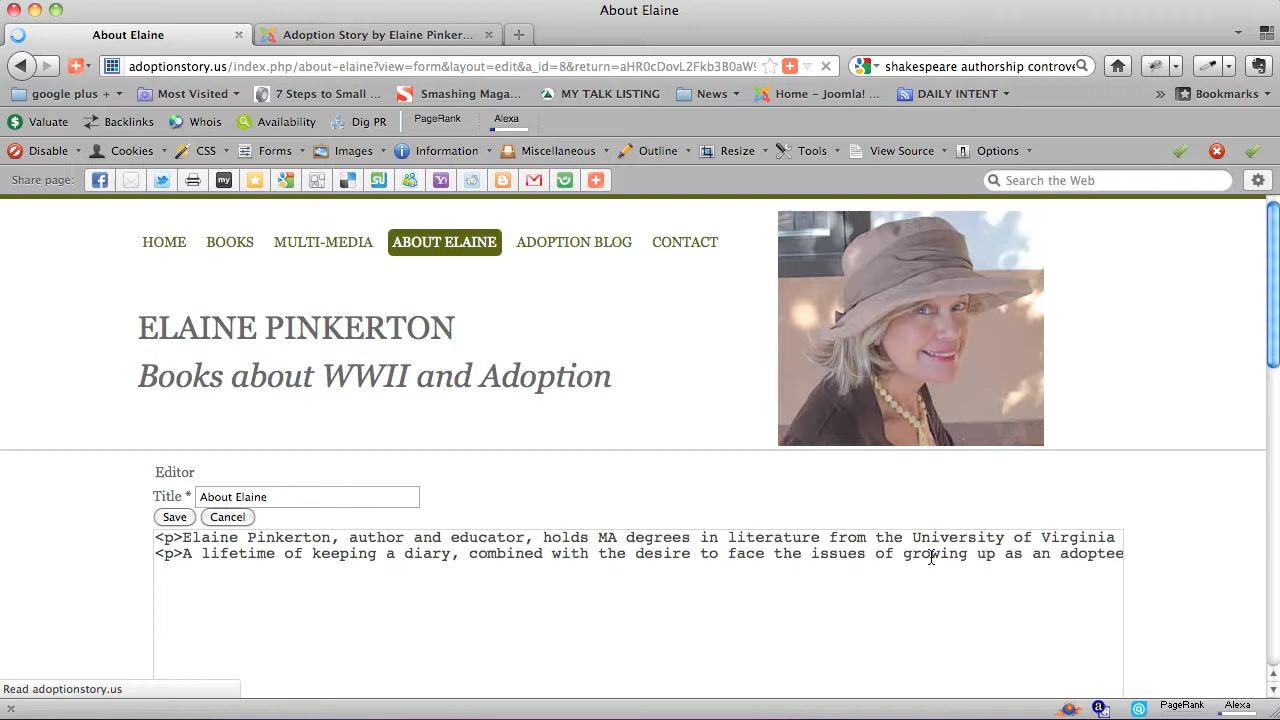 About Elaine
About Elaine
Adoption Story by Elaine Pinker...
adoptionstory.us/index.php/about-elaine?view=form&layout=edit&a_id=8&return=aHR0cDovL2Fkb3B0aW9
shakespeare authorship controve
google plus +
Most Visited
7 Steps to Small ...
Smashing Maga...
MY TALK LISTING
News
Home – Joomla! ...
DAILY INTENT
Bookmarks
Valuate
Backlinks
Whois
Availability
Dig PR
PageRank
Alexa
Disable
Cookies
CSS
Forms
Images
Information
Miscellaneous
Outline
Resize
Tools
View Source
Options
Share page:
my
Search the Web
HOME
BOOKS
MULTI-MEDIA
ABOUT ELAINE
ADOPTION BLOG
CONTACT
ELAINE PINKERTON
Books about WWII and Adoption
Editor
Title *
About Elaine
Save
Cancel
<p>Elaine Pinkerton, author and educator, holds MA degrees in literature from the University of Virginia
<p>A lifetime of keeping a diary, combined with the desire to face the issues of growing up as an adoptee
Read adoptionstory.us
PageRank
Alexa